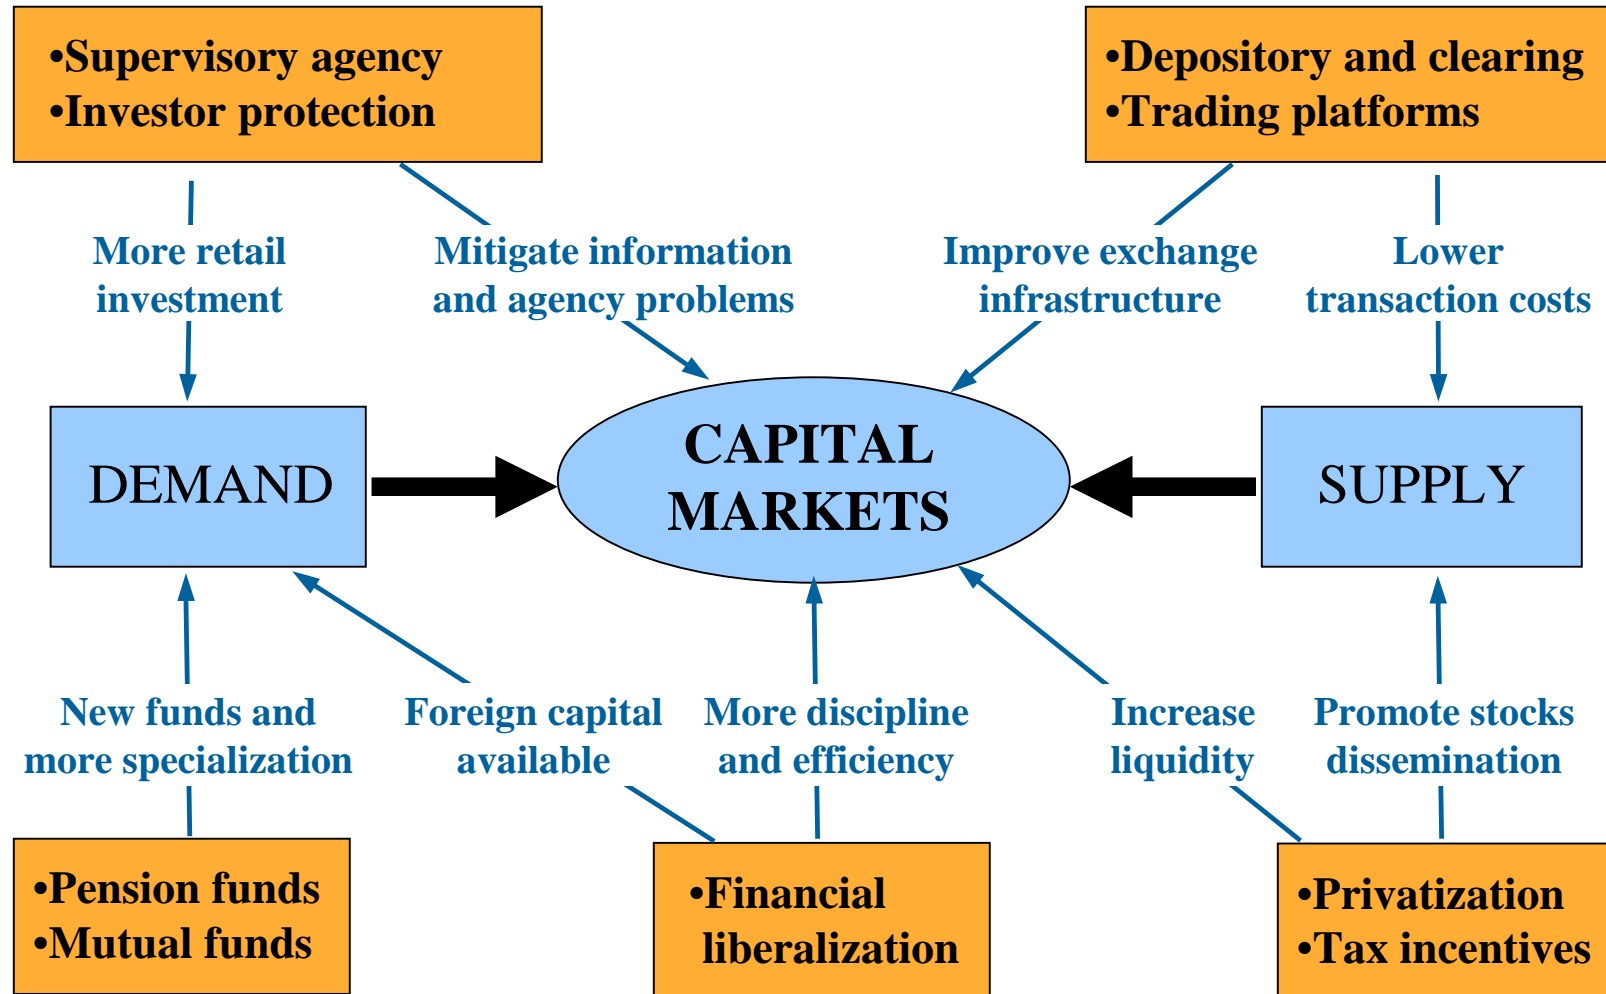 •Supervisory agency
•Investor protection
•Depository and clearing
•Trading platforms
More retail
investment
Mitigate information
and agency problems
Improve exchange
infrastructure
Lower
transaction costs
DEMAND
CAPITAL
MARKETS
SUPPLY
New funds and
more specialization
Foreign capital
available
More discipline
and efficiency
Increase
liquidity
Promote stocks
dissemination
•Pension funds
•Mutual funds
•Financial
liberalization
•Privatization
•Tax incentives